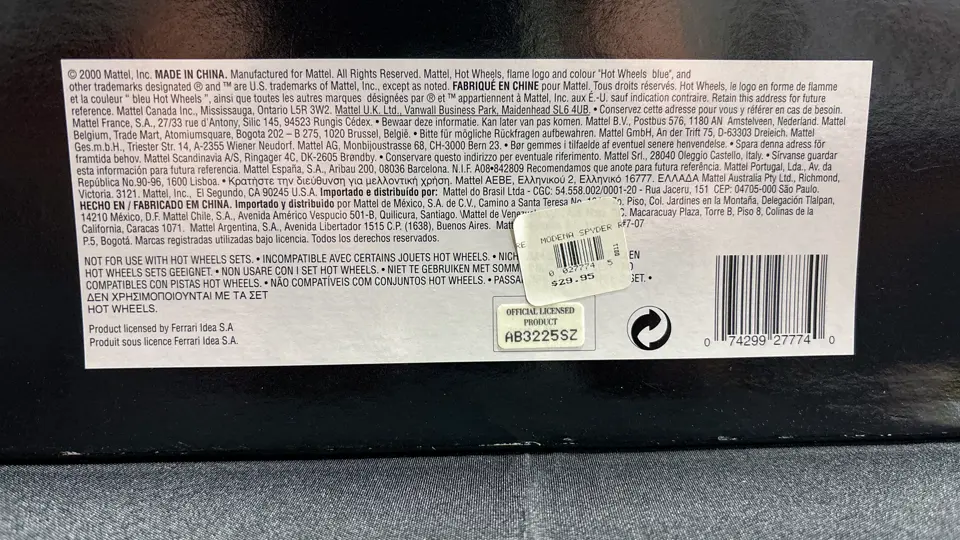 © 2000 Mattel, Inc. MADE IN CHINA. Manufactured for Mattel. All Rights Reserved. Mattel, Hot Wheels, flame logo and colour "Hot Wheels blue", and
other trademarks designated ® and ™ are U.S. trademarks of Mattel, except as noted. FABRIQUÉ EN CHINE pour Mattel. Tous droits réservés. Hot Wheels, le logo en forme de flamme
et la couleur " bleu Hot Wheels ", ainsi que toutes les autres marques désignées par ® et ™ appartiennent à Mattel, Inc. aux É.-U. sauf indication contraire. Retain this address for future
reference. Mattel Canada Inc., Mississauga, Ontario L5R 3W2. Mattel U.K. Ltd., Vanwall Business Park, Maidenhead SL6 4UB. • Conservez cette adresse pour vous y référer en cas de besoin.
Mattel France, S.A., 27/33 rue d'Antony, Silic 145, 94523 Rungis Cédex. • Bewaar deze informatie. Kan later van pas komen. Mattel B.V., Postbus 576, 1180 AN Amstelveen, Nederland. Mattel
Belgium, Trade Mart, Atomiumsquare, Bogota 202 – B 275, 1020 Brussel, België. • Bitte für mögliche Rückfragen aufbewahren. Mattel GmbH, An der Trift 75, D-63303 Dreieich. Mattel
Ges.m.b.H., Triester Str. 14, A-2355 Wiener Neudorf. Mattel AG, Monbijoustrasse 68, CH-3000 Bern 23. • Bør gemmes i tilfælde af eventuel senere henvendelse. • Spara denna adress för
framtida behov. Mattel Scandinavia A/S, Ringager 4C, DK-2605 Brøndby. • Conservare questo indirizzo per eventuale riferimento. Mattel Srl., 28040 Oleggio Castello, Italy. • Sírvanse guardar
esta información para futura referencia. Mattel España, S.A., Aribau 200, 08036 Barcelona. N.I.F. A08•842809 Recomendamos que anote para futura referência. Mattel Portugal, Lda., Av. da
República No.90-96, 1600 Lisboa. • Κρατήστε την διεύθυνση για μελλοντική χρήση. Mattel AEBE, Ελληνικού 2, Ελληνικό 16777. ΕΛΛΑΔΑ Mattel Australia Pty Ltd., Richmond,
Victoria. 3121. Mattel, Inc., El Segundo, CA 90245 U.S.A. Importado e distribuído por: Mattel do Brasil Ltda - CGC: 54.558.002/0001-20 - Rua Jaceru, 151 CEP: 04705-000 São Paulo.
HECHO EN / FABRICADO EM CHINA. Importado y distribuido por Mattel de México, S.A. de C.V., Camino a Santa Teresa No. Piso, Col. Jardines en la Montaña, Delegación Tlalpan,
14210 México, D.F. Mattel Chile, S.A., Avenida Américo Vespucio 501-B, Quilicura, Santiago. Mattel de C. Macaracuay Plaza, Torre B, Piso 8, Colinas de la
California, Caracas 1071. Mattel Argentina, S.A., Avenida Libertador 1515 C.P. (1638), Buenos Aires. #7-07
P.5, Bogotá. Marcas registradas utilizadas bajo licencia. Todos los derechos reservados.
NOT FOR USE WITH HOT WHEELS SETS. • INCOMPATIBLE AVEC CERTAINS JOUETS HOT WHEELS. •
HOT WHEELS SETS GEEIGNET. • NON USARE CON I SET HOT WHEELS. • NIET TE GEBRUIKEN MET
COMPATIBLES CON PISTAS HOT WHEELS. • NÃO COMPATÍVEIS COM CONJUNTOS HOT WHEELS. •
ΔΕΝ ΧΡΗΣΙΜΟΠΟΙΟΥΝΤΑΙ ΜΕ ΤΑ ΣΕΤ
HOT WHEELS.
Product licensed by Ferrari Idea S.A
Produit sous licence Ferrari Idea S.A.
MODENA SPYDER
0 027774 5
$29.95
OFFICIAL LICENSED
PRODUCT
AB3225SZ
0 74299 27774 0